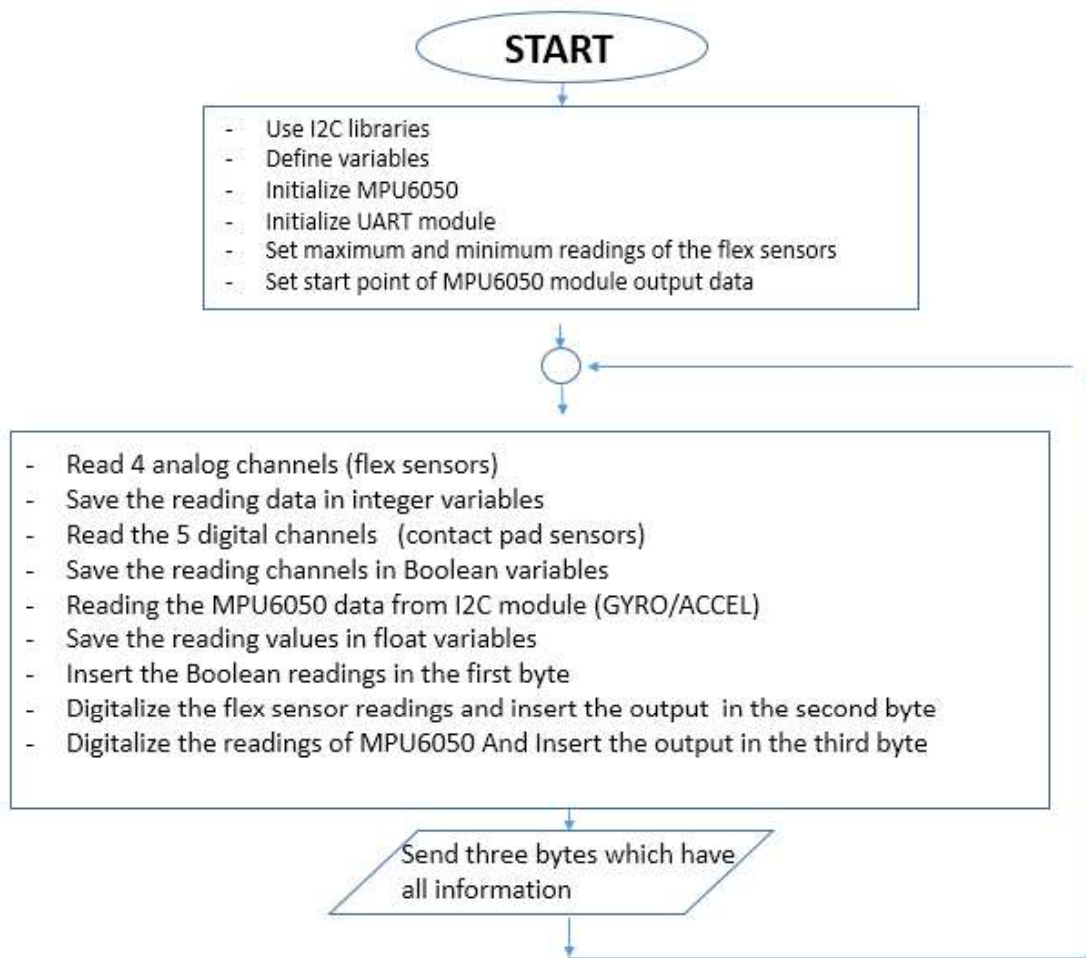 START
- Use I2C libraries
- Define variables
- Initialize MPU6050
- Initialize UART module
- Set maximum and minimum readings of the flex sensors
- Set start point of MPU6050 module output data
- Read 4 analog channels (flex sensors)
- Save the reading data in integer variables
- Read the 5 digital channels (contact pad sensors)
- Save the reading channels in Boolean variables
- Reading the MPU6050 data from I2C module (GYRO/ACCEL)
- Save the reading values in float variables
- Insert the Boolean readings in the first byte
- Digitalize the flex sensor readings and insert the output in the second byte
- Digitalize the readings of MPU6050 And Insert the output in the third byte
Send three bytes which have
all information